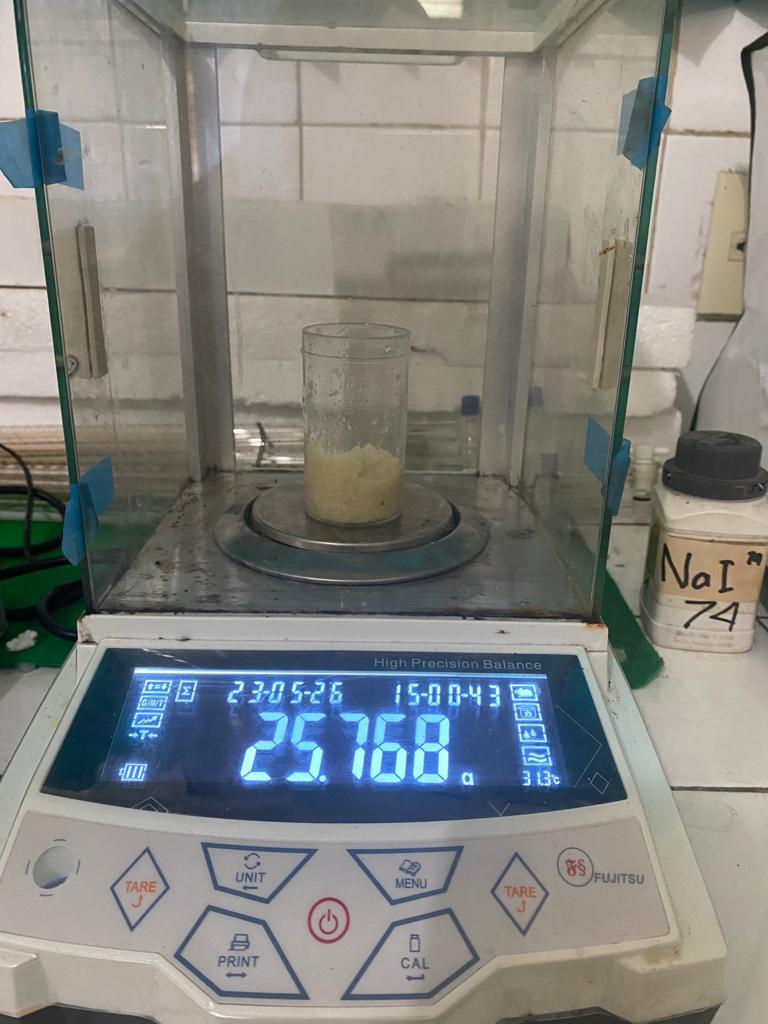 NaI
74
High Precision Balance
Σ
G/N/T
23-05-26 15-00-43
→T←
25.768 g
31.3°C
TARE
UNIT
MENU
TARE
FUJITSU
PRINT
CAL